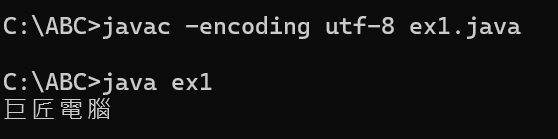 C:\ABC>javac -encoding utf-8 ex1.java
C:\ABC>java ex1
巨匠電腦